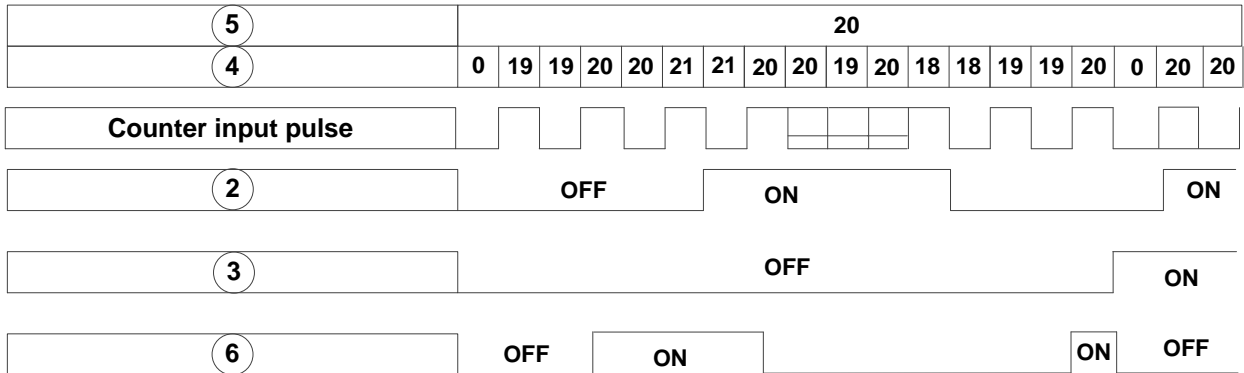 5 20
4 0 19 19 20 20 21 21 20 20 19 20 18 18 19 19 20 0 20 20
Counter input pulse
2 OFF ON ON
3 OFF ON
6 OFF ON ON OFF